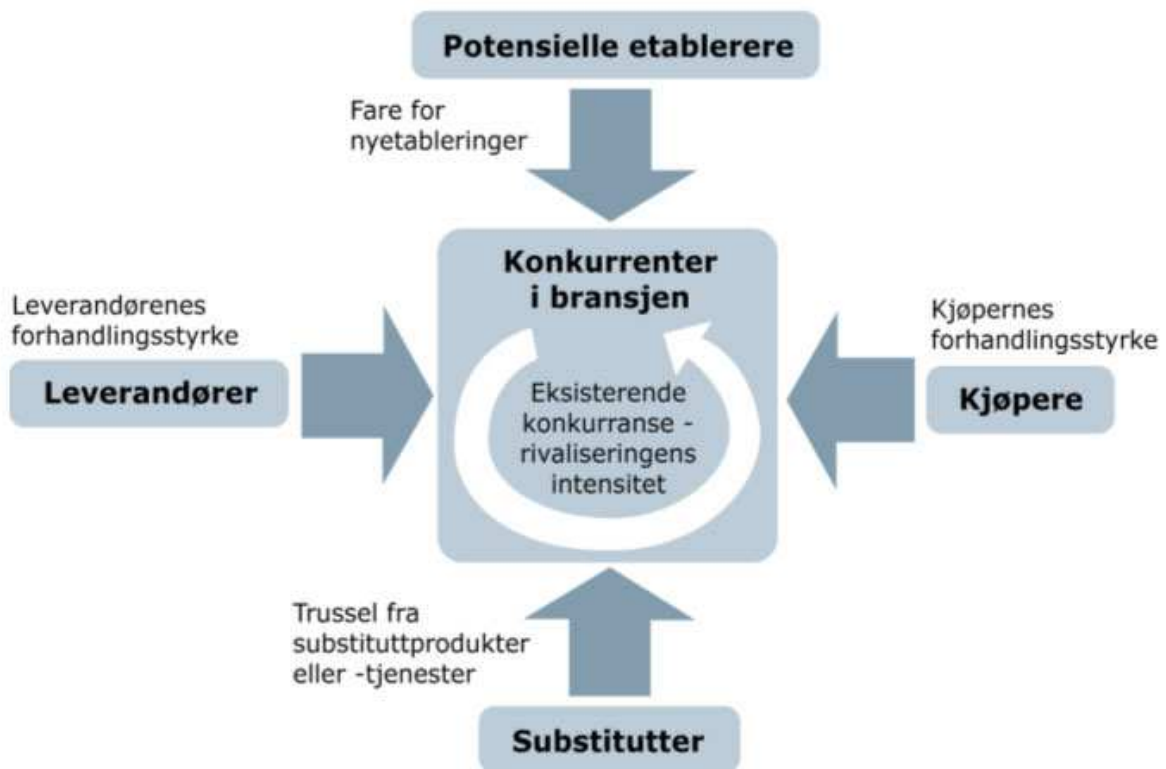 Potensielle etablerere
Fare for
nyetableringer
Konkurrenter
i bransjen
Leverandørenes
forhandlingsstyrke
Leverandører
Eksisterende
konkurranse -
rivaliseringens
intensitet
Kjøpernes
forhandlingsstyrke
Kjøpere
Trussel fra
substituttprodukter
eller -tjenester
Substitutter